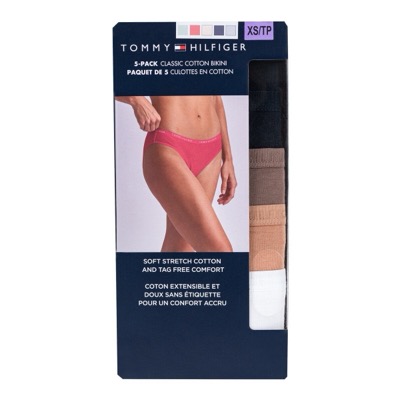 XS/TP
TOMMY HILFIGER
5-PACK CLASSIC COTTON BIKINI
PAQUET DE 5 CULOTTES EN COTON
SOFT STRETCH COTTON
AND TAG FREE COMFORT
COTON EXTENSIBLE ET
DOUX SANS ÉTIQUETTE
POUR UN CONFORT ACCRU